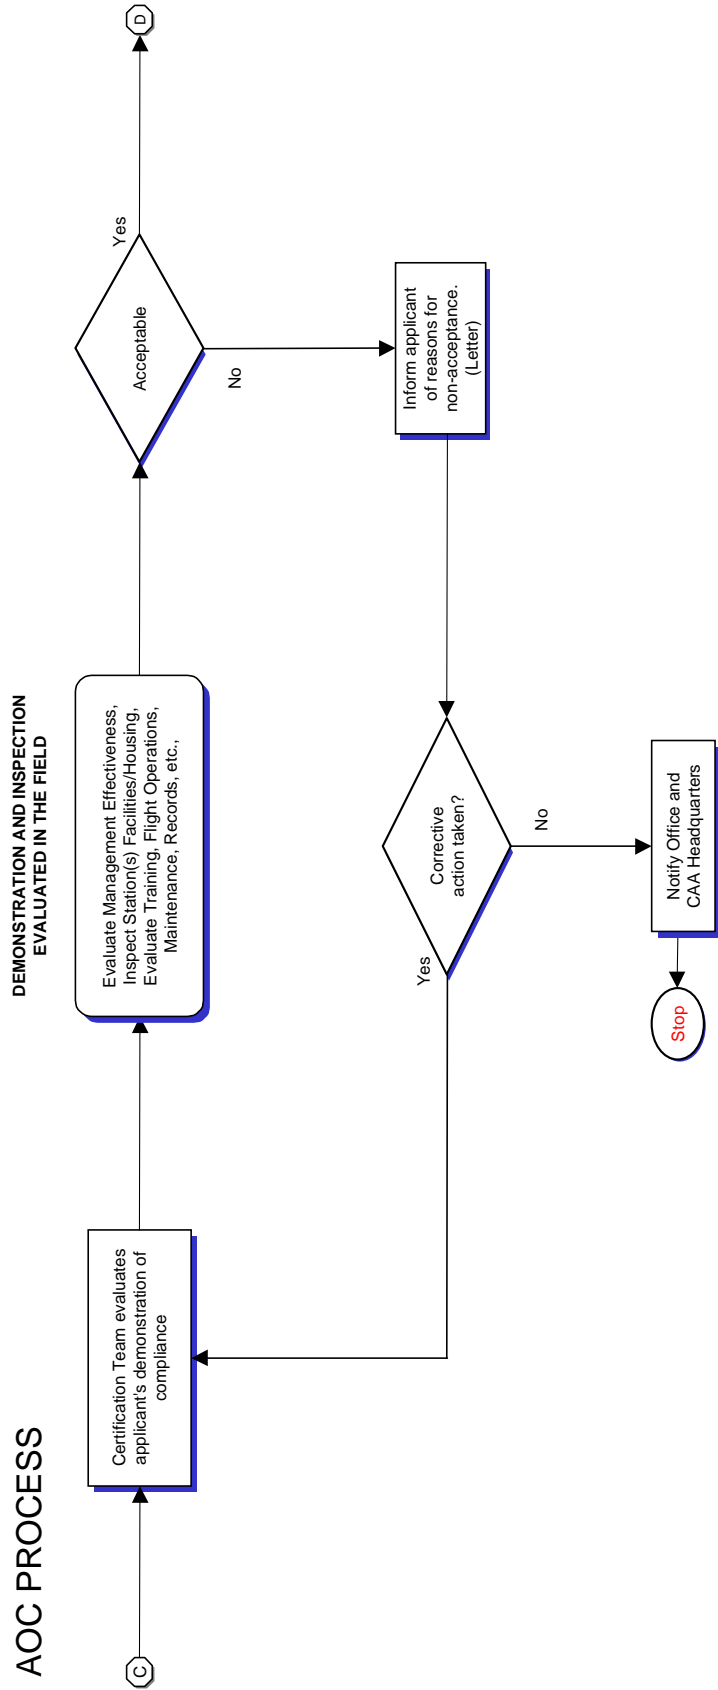 AOC PROCESS
DEMONSTRATION AND INSPECTION
EVALUATED IN THE FIELD
C
Certification Team evaluates
applicant's demonstration of
compliance
Evaluate Management Effectiveness,
Inspect Station(s) Facilities/Housing,
Evaluate Training, Flight Operations,
Maintenance, Records, etc.,
Acceptable
Yes
D
No
Inform applicant
of reasons for
non-acceptance.
(Letter)
Corrective
action taken?
Yes
No
Notify Office and
CAA Headquarters
Stop